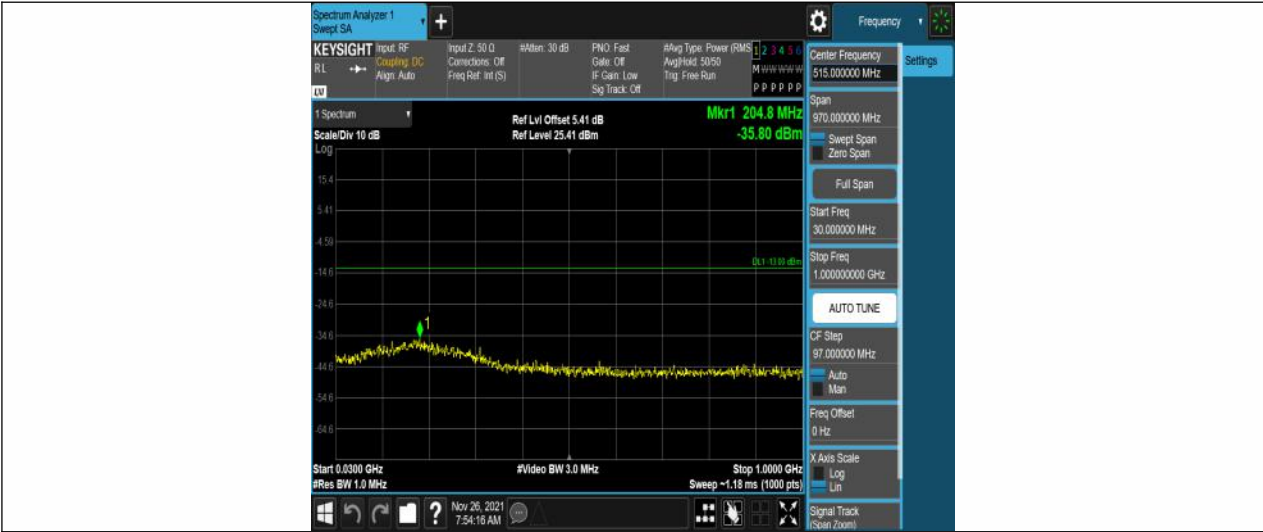 Spectrum Analyzer 1
Swept SA
Frequency
KEYSIGHT
RL
Input: RF
Coupling: DC
Align: Auto
Input Z: 50 Ω
Corrections: Off
Freq Ref: Int (S)
#Atten: 30 dB
PNO: Fast
Gate: Off
IF Gain: Low
Sig Track: Off
#Avg Type: Power (RMS
Avg|Hold: 50/50
Trig: Free Run
1 2 3 4 5 6
M W W W W W
P P P P P P
LV
1 Spectrum
Scale/Div 10 dB
Log
Ref Lvl Offset 5.41 dB
Ref Level 25.41 dBm
Mkr1 204.8 MHz
-35.80 dBm
15.4
5.41
-4.59
DL1 -13.00 dBm
-14.6
-24.6
1
-34.6
-44.6
-54.6
-64.6
Start 0.0300 GHz
#Res BW 1.0 MHz
#Video BW 3.0 MHz
Stop 1.0000 GHz
Sweep ~1.18 ms (1000 pts)
Nov 26, 2021
7:54:16 AM
Center Frequency
515.000000 MHz
Settings
Span
970.000000 MHz
Swept Span
Zero Span
Full Span
Start Freq
30.000000 MHz
Stop Freq
1.000000000 GHz
AUTO TUNE
CF Step
97.000000 MHz
Auto
Man
Freq Offset
0 Hz
X Axis Scale
Log
Lin
Signal Track
(Span Zoom)